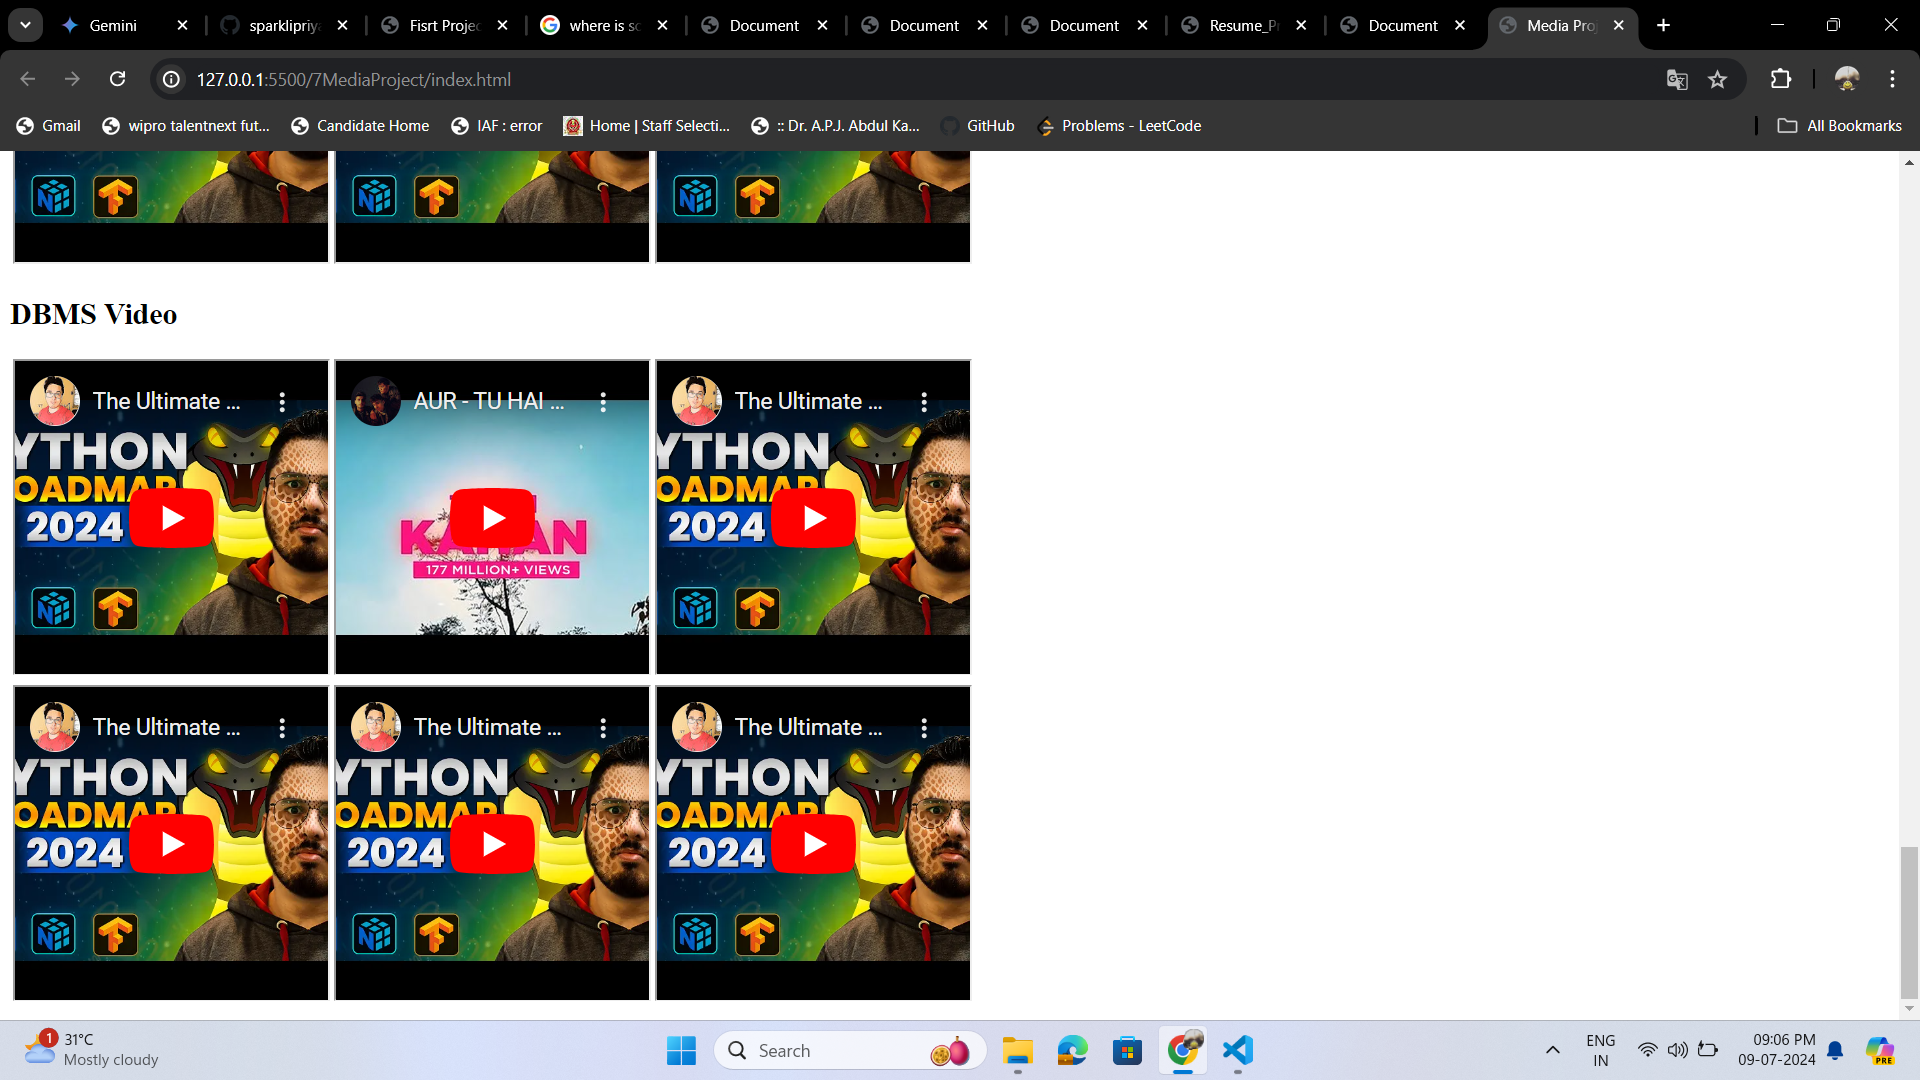 Gemini
sparklipriya
Fisrt Projec
where is sc
Document
Document
Document
Resume_Pr
Document
Media Proj
127.0.0.1:5500/7MediaProject/index.html
Gmail
wipro talentnext fut...
Candidate Home
IAF : error
Home | Staff Selecti...
:: Dr. A.P.J. Abdul Ka...
GitHub
Problems - LeetCode
All Bookmarks
DBMS Video
The Ultimate ...
YTHON
OADMAP
2024
AUR - TU HAI ...
177 MILLION+ VIEWS
The Ultimate ...
YTHON
OADMAP
2024
The Ultimate ...
YTHON
OADMAP
2024
The Ultimate ...
YTHON
OADMAP
2024
The Ultimate ...
YTHON
OADMAP
2024
1
31°C
Mostly cloudy
Search
PRE
ENG
IN
09:06 PM
09-07-2024